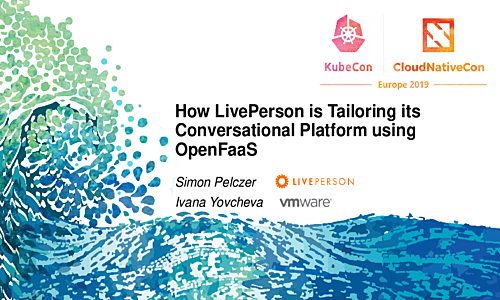 KubeCon
CloudNativeCon
Europe 2019
How LivePerson is Tailoring its
Conversational Platform using
OpenFaaS
Simon Pelczer LIVEPERSON
Ivana Yovcheva vmware®